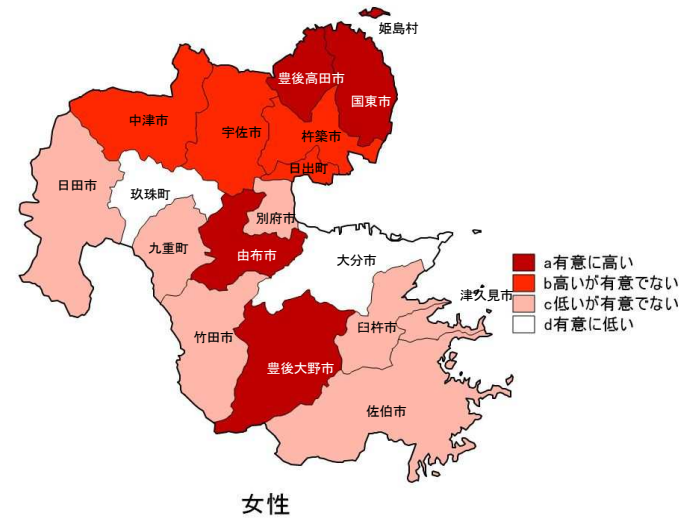 姫島村
豊後高田市
国東市
中津市
宇佐市
杵築市
日出町
日田市
玖珠町
別府市
九重町
由布市
大分市
津久見市
臼杵市
竹田市
豊後大野市
佐伯市
a有意に高い
b高いが有意でない
c低いが有意でない
d有意に低い
女性